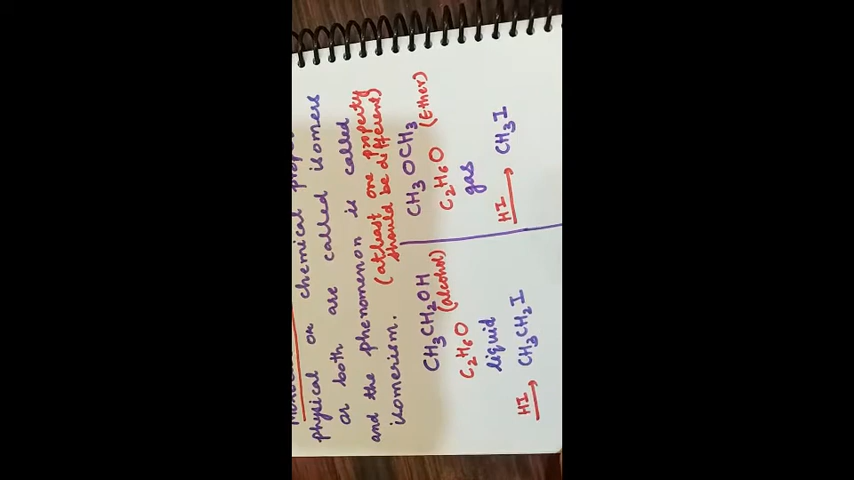 physical or chemical
or both are called isomers
and the phenomenon is called
isomerism. (atleast one property
should be different)
CH3CH2OH
(alcohol)
C2H6O
liquid
HI → CH3CH2I
CH3OCH3
(Ether)
C2H6O
gas
HI → CH3I